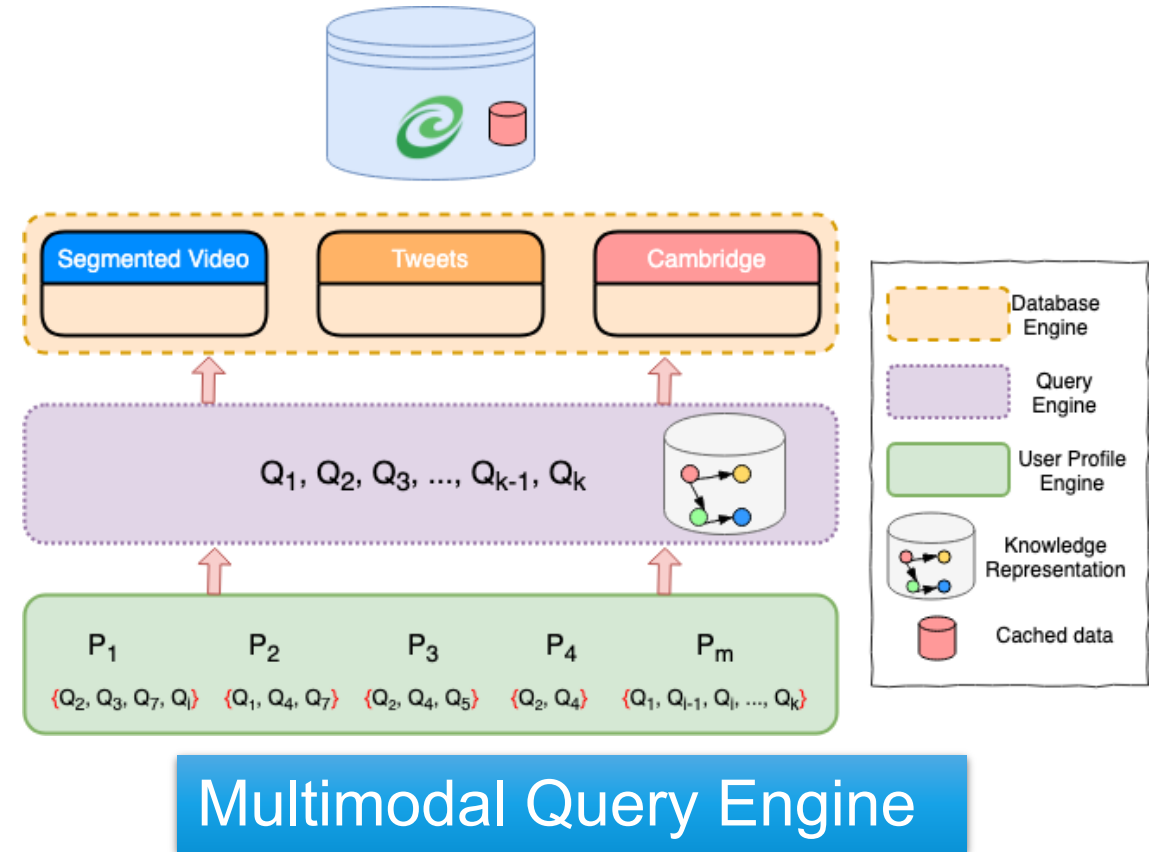 Segmented Video Tweets Cambridge
Q1, Q2, Q3, ..., Qk-1, Qk
P1 P2 P3 P4 Pm
{Q2, Q3, Q7, Qi} {Q1, Q4, Q7} {Q2, Q4, Q5} {Q2, Q4} {Q1, Qi-1, Qi, ..., Qk}
Database
Engine
Query
Engine
User Profile
Engine
Knowledge
Representation
Cached data
Multimodal Query Engine